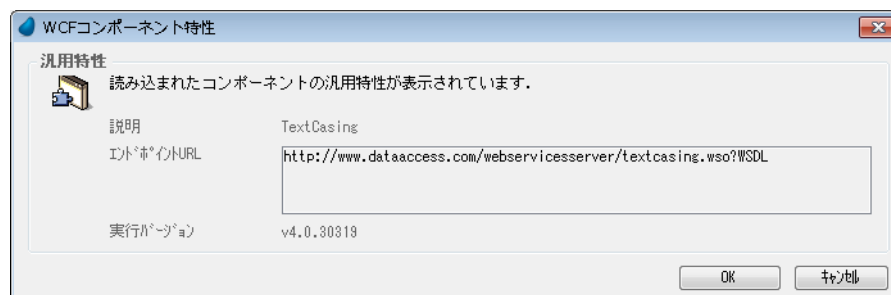 WCFコンポーネント特性
汎用特性
読み込まれたコンポーネントの汎用特性が表示されています.
説明 TextCasing
ｴﾝﾄﾞﾎﾟｲﾝﾄURL http://www.dataaccess.com/webservicesserver/textcasing.wso?WSDL
実行ﾊﾞｰｼﾞｮﾝ v4.0.30319
OK ｷｬﾝｾﾙ